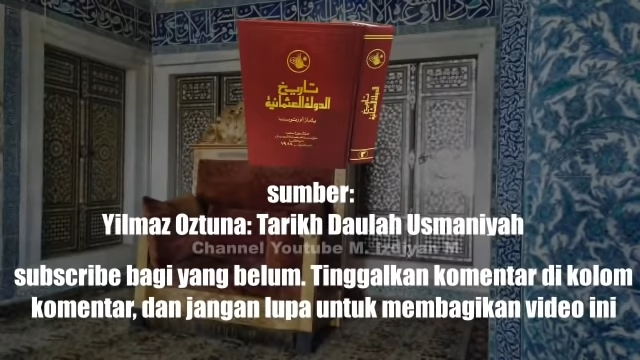 تاريخ
الدولة العثمانية
sumber:
Yilmaz Oztuna: Tarikh Daulah Usmaniyah
Channel Youtube M. Izdiyan M
subscribe bagi yang belum. Tinggalkan komentar di kolom
komentar, dan jangan lupa untuk membagikan video ini